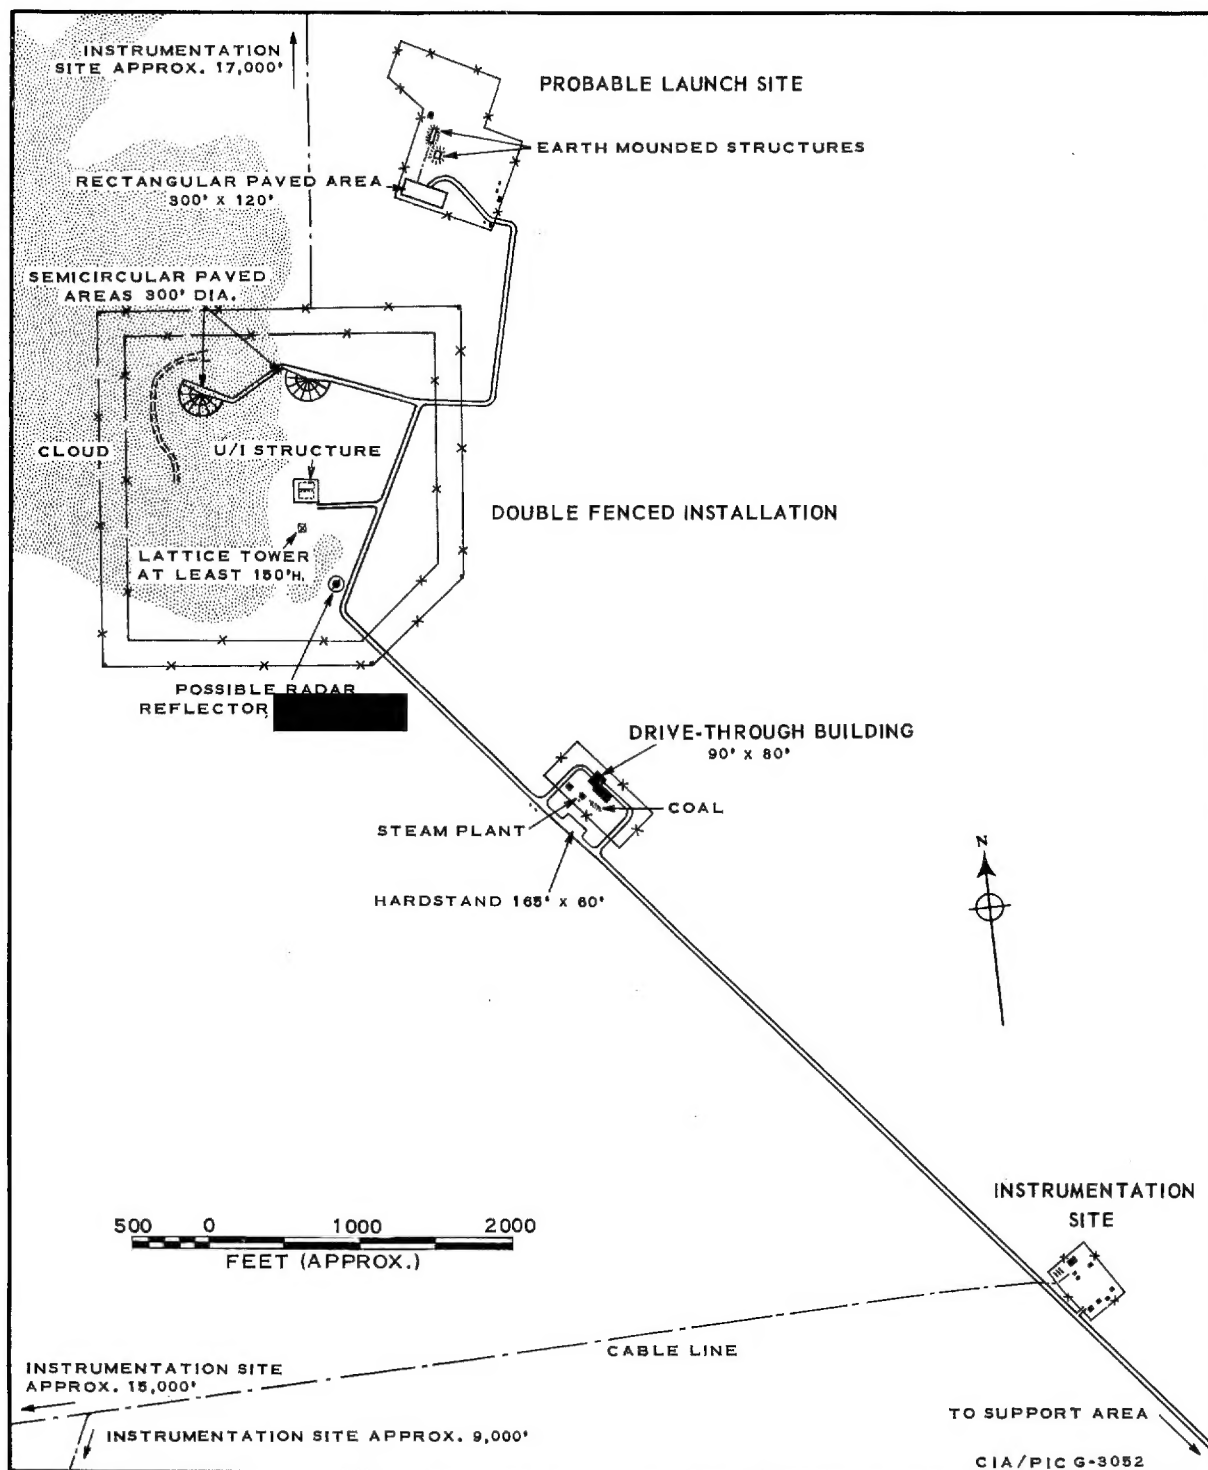 INSTRUMENTATION
SITE APPROX. 17,000'
PROBABLE LAUNCH SITE
EARTH MOUNDED STRUCTURES
RECTANGULAR PAVED AREA
300' X 120'
SEMICIRCULAR PAVED
AREAS 300' DIA.
CLOUD
U/I STRUCTURE
DOUBLE FENCED INSTALLATION
LATTICE TOWER
AT LEAST 150'H.
POSSIBLE RADAR
REFLECTOR
DRIVE-THROUGH BUILDING
90' X 80'
COAL
STEAM PLANT
HARDSTAND 165' X 60'
N
INSTRUMENTATION
SITE
500 0 1000 2000
FEET (APPROX.)
CABLE LINE
INSTRUMENTATION SITE
APPROX. 15,000'
INSTRUMENTATION SITE APPROX. 9,000'
TO SUPPORT AREA
CIA/PIC G-3052